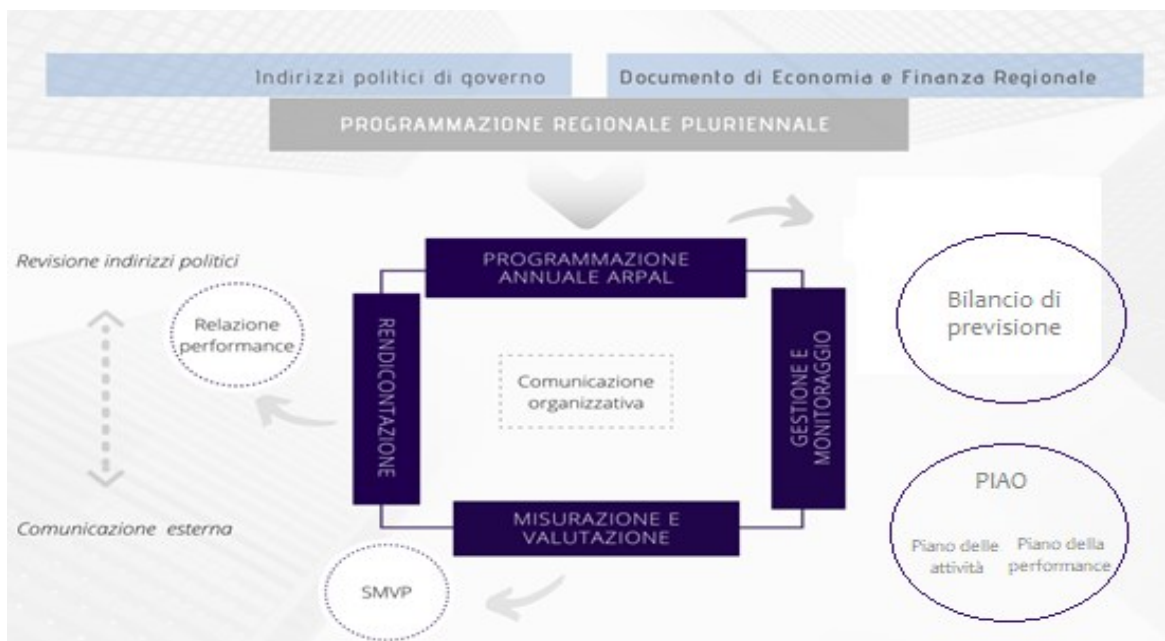 Indirizzi politici di governo
Documento di Economia e Finanza Regionale
PROGRAMMAZIONE REGIONALE PLURIENNALE
PROGRAMMAZIONE
ANNUALE ARPAL
Revisione indirizzi politici
Relazione
performance
RENDICONTAZIONE
Comunicazione
organizzativa
GESTIONE E
MONITORAGGIO
Bilancio di
previsione
Comunicazione esterna
MISURAZIONE E
VALUTAZIONE
SMVP
PIAO
Piano delle
attività
Piano della
performance